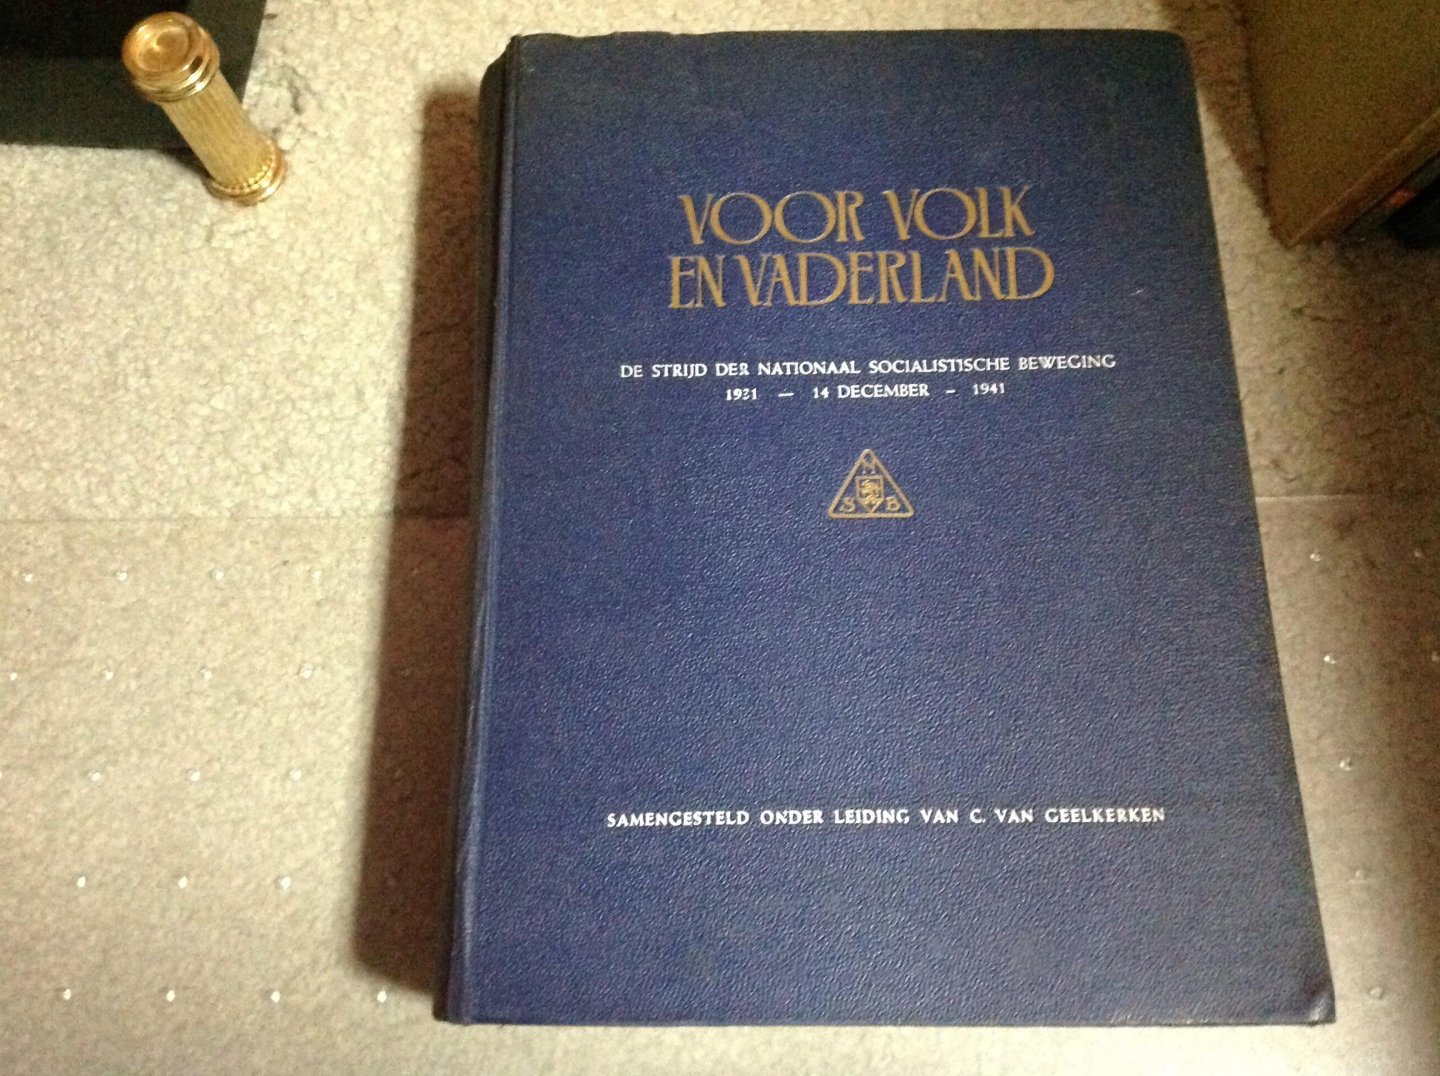 VOOR VOLK
EN VADERLAND
DE STRIJD DER NATIONAAL SOCIALISTISCHE BEWEGING
1931 — 14 DECEMBER – 1941
N
S B
SAMENGESTELD ONDER LEIDING VAN C. VAN GEELKERKEN